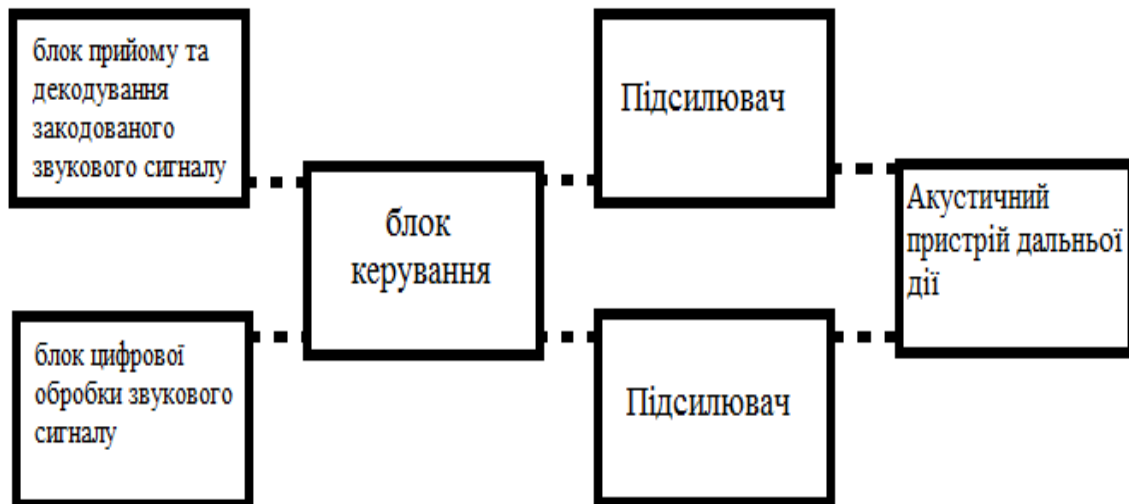 блок прийому та
декодування
закодованого
звукового сигналу
Підсилювач
блок
керування
Акустичний
пристрій дальньої
дії
блок цифрової
обробки звукового
сигналу
Підсилювач